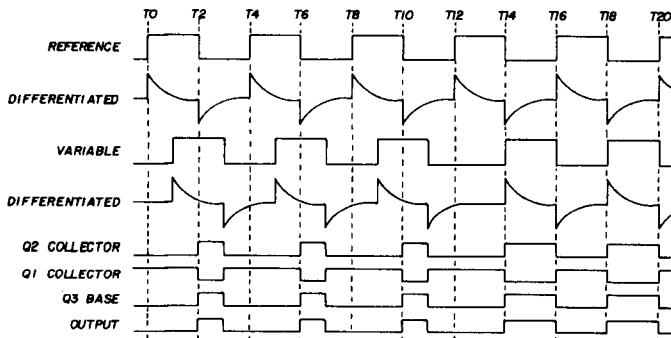 T0 T2 T4 T6 T8 T10 T12 T14 T16 T18 T20
REFERENCE
DIFFERENTIATED
VARIABLE
DIFFERENTIATED
Q2 COLLECTOR
Q1 COLLECTOR
Q3 BASE
OUTPUT